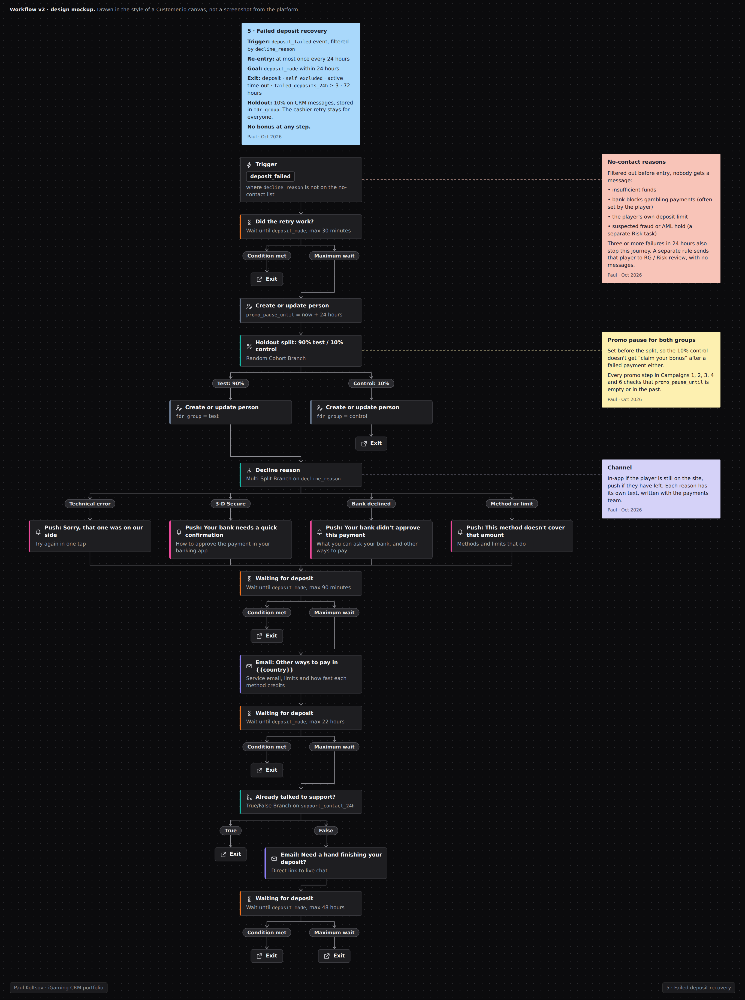 Workflow v2 · design mockup. Drawn in the style of a Customer.io canvas, not a screenshot from the platform
5 · Failed deposit recovery
Trigger: deposit_failed event, filtered
by decline_reason
Re-entry: at most once every 24 hours
Goal: deposit_made within 24 hours
Exit: deposit · self_excluded · active
time-out · failed_deposits_24h ≥ 3 · 72
hours
Holdout: 10% on CRM messages, stored
in fdr_group. The cashier retry stays for
everyone.
No bonus at any step.
Paul · Oct 2026
Trigger
deposit_failed
where decline_reason is not on the no-
contact list
No-contact reasons
Filtered out before entry, nobody gets a
message:
• insufficient funds
• bank blocks gambling payments (often
set by the player)
• the player's own deposit limit
• suspected fraud or AML hold (a
separate Risk task)
Three or more failures in 24 hours also
stop this journey. A separate rule sends
that player to RG / Risk review, with no
messages.
Paul · Oct 2026
Did the retry work?
Wait until deposit_made, max 30 minutes
Condition met
Maximum wait
Exit
Create or update person
promo_pause_until = now + 24 hours
Holdout split: 90% test / 10%
control
Random Cohort Branch
Promo pause for both groups
Set before the split, so the 10% control
doesn't get “claim your bonus” after a
failed payment either.
Every promo step in Campaigns 1, 2, 3, 4
and 6 checks that promo_pause_until is
empty or in the past.
Paul · Oct 2026
Test: 90%
Control: 10%
Create or update person
fdr_group = test
Create or update person
fdr_group = control
Exit
Decline reason
Multi-Split Branch on decline_reason
Channel
In-app if the player is still on the site,
push if they have left. Each reason has
its own text, written with the payments
team.
Paul · Oct 2026
Technical error
3-D Secure
Bank declined
Method or limit
Push: Sorry, that one was on our
side
Try again in one tap
Push: Your bank needs a quick
confirmation
How to approve the payment in your
banking app
Push: Your bank didn't approve
this payment
What you can ask your bank, and other
ways to pay
Push: This method doesn't cover
that amount
Methods and limits that do
Waiting for deposit
Wait until deposit_made, max 90 minutes
Condition met
Maximum wait
Exit
Email: Other ways to pay in
{{country}}
Service email, limits and how fast each
method credits
Waiting for deposit
Wait until deposit_made, max 22 hours
Condition met
Maximum wait
Exit
Already talked to support?
True/False Branch on support_contact_24h
True
False
Exit
Email: Need a hand finishing your
deposit?
Direct link to live chat
Waiting for deposit
Wait until deposit_made, max 48 hours
Condition met
Maximum wait
Exit
Exit
Paul Koltsov · iGaming CRM portfolio
5 · Failed deposit recovery